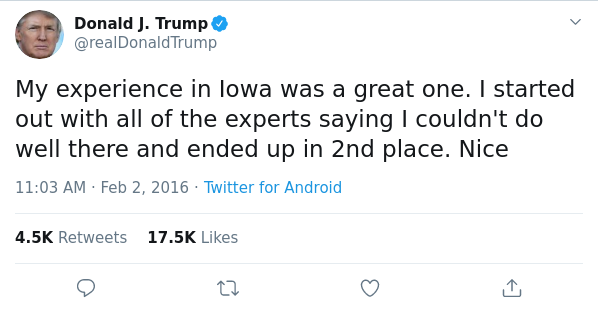 Donald J. Trump
@realDonaldTrump
My experience in Iowa was a great one. I started
out with all of the experts saying I couldn't do
well there and ended up in 2nd place. Nice
11:03 AM · Feb 2, 2016 · Twitter for Android
4.5K Retweets 17.5K Likes